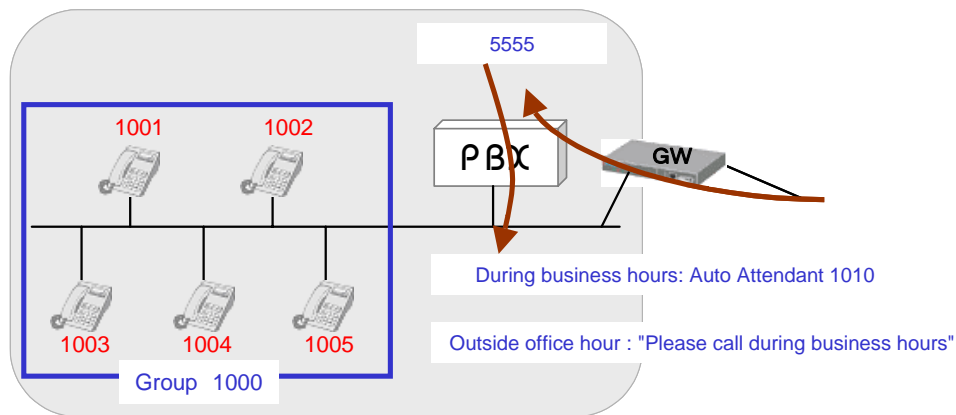 5555
1001
1002
PBX
GW
During business hours: Auto Attendant 1010
1003
1004
1005
Outside office hour : "Please call during business hours"
Group 1000